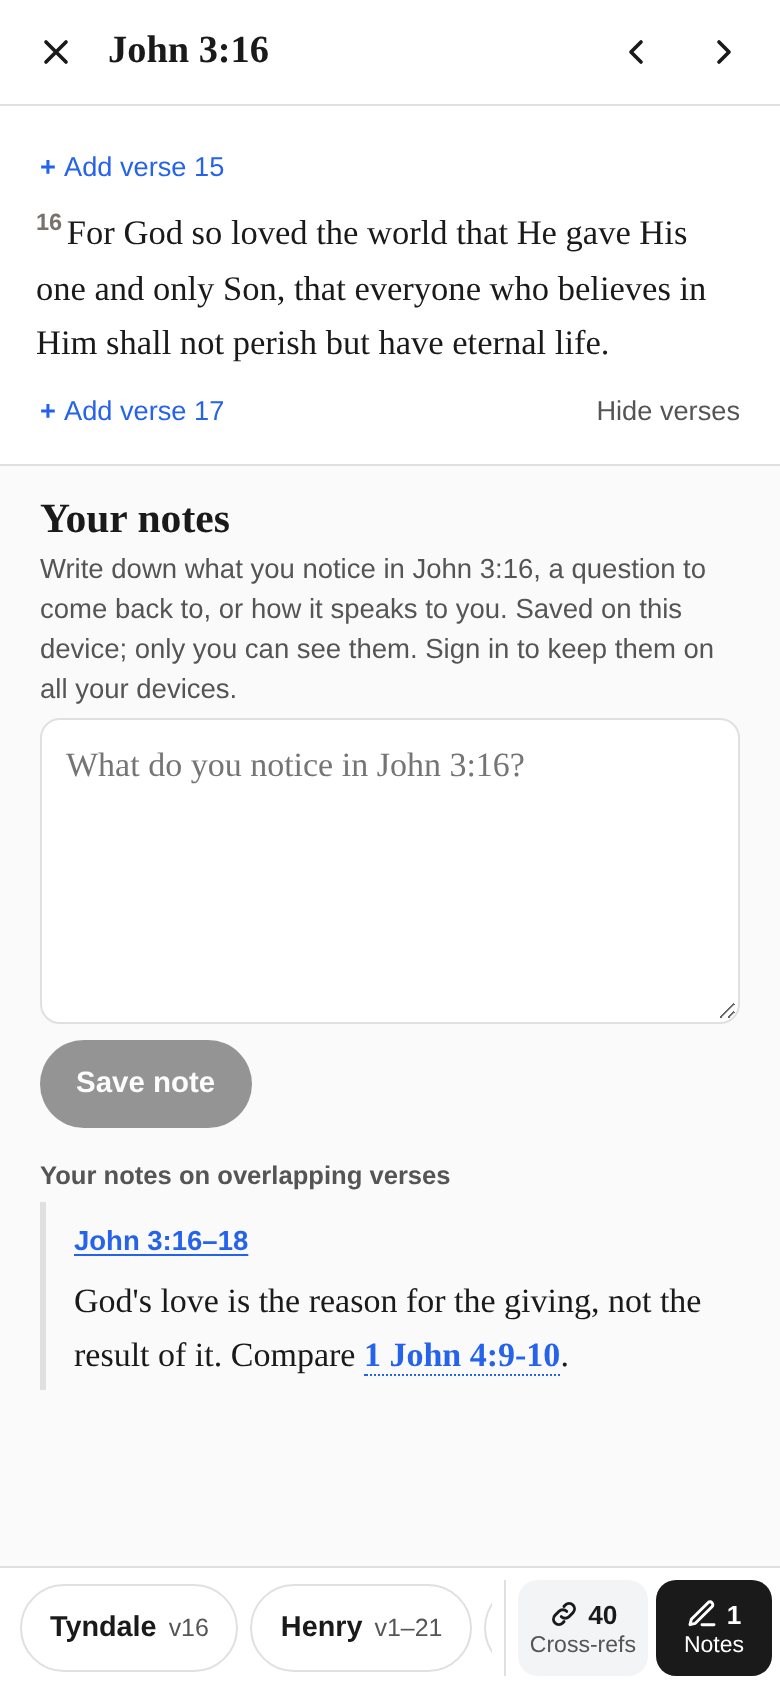 John 3:16
+ Add verse 15
16 For God so loved the world that He gave His
one and only Son, that everyone who believes in
Him shall not perish but have eternal life.
+ Add verse 17 Hide verses
Your notes
Write down what you notice in John 3:16, a question to
come back to, or how it speaks to you. Saved on this
device; only you can see them. Sign in to keep them on
all your devices.
What do you notice in John 3:16?
Save note
Your notes on overlapping verses
John 3:16–18
God's love is the reason for the giving, not the
result of it. Compare 1 John 4:9-10.
Tyndale v16 Henry v1–21
40
Cross-refs
1
Notes